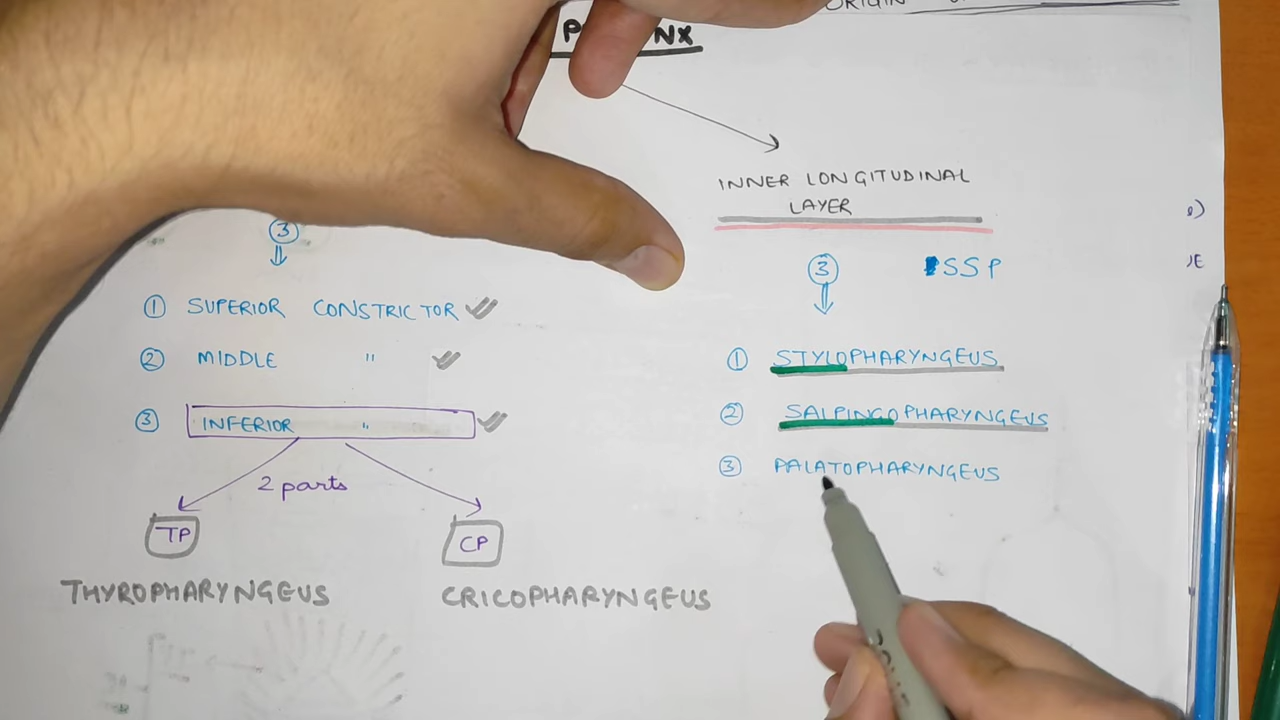 ORIGIN
INNER LONGITUDINAL
LAYER
3
① SUPERIOR CONSTRICTOR
② MIDDLE "
③ INFERIOR "
2 parts
TP
CP
THYROPHARYNGEUS
CRICOPHARYNGEUS
3
SSP
① STYLOPHARYNGEUS
② SALPINGOPHARYNGEUS
③ PALATOPHARYNGEUS